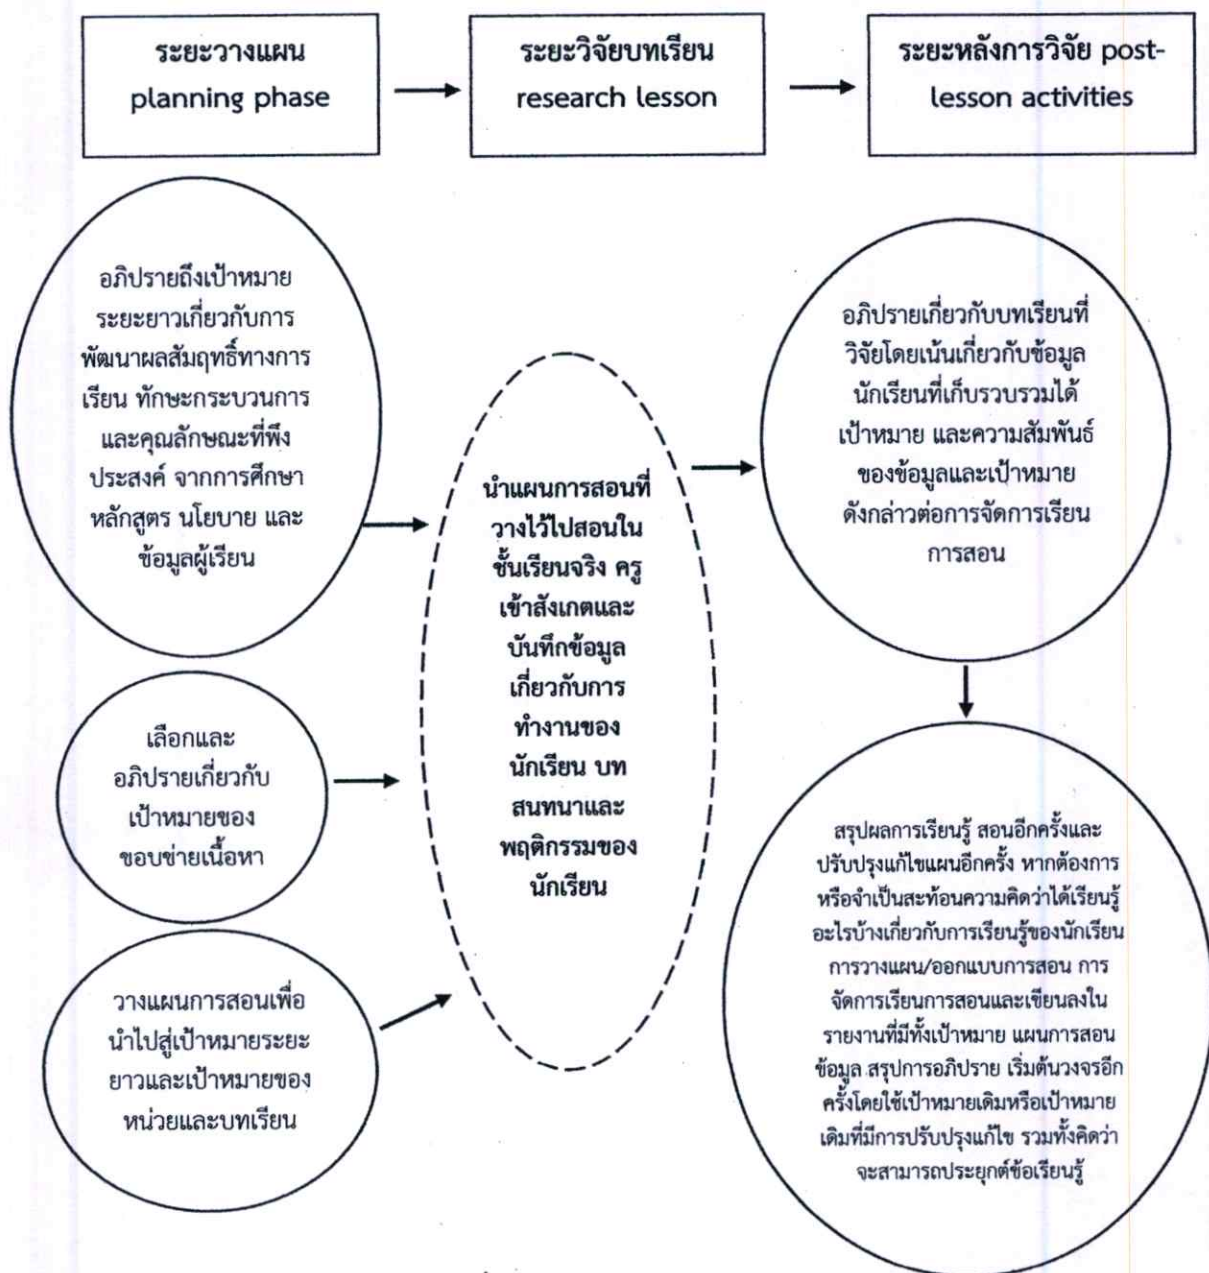 ระยะวางแผน
planning phase
ระยะวิจัยบทเรียน
research lesson
ระยะหลังการวิจัย post-
lesson activities
อภิปรายถึงเป้าหมาย
ระยะยาวเกี่ยวกับการ
พัฒนาผลสัมฤทธิ์ทางการ
เรียน ทักษะกระบวนการ
และคุณลักษณะที่พึง
ประสงค์ จากการศึกษา
หลักสูตร นโยบาย และ
ข้อมูลผู้เรียน
เลือกและ
อภิปรายเกี่ยวกับ
เป้าหมายของ
ขอบข่ายเนื้อหา
วางแผนการสอนเพื่อ
นำไปสู่เป้าหมายระยะ
ยาวและเป้าหมายของ
หน่วยและบทเรียน
นำแผนการสอนที่
วางไว้ไปสอนใน
ชั้นเรียนจริง ครู
เข้าสังเกตและ
บันทึกข้อมูล
เกี่ยวกับการ
ทำงานของ
นักเรียน บท
สนทนาและ
พฤติกรรมของ
นักเรียน
อภิปรายเกี่ยวกับบทเรียนที่
วิจัยโดยเน้นเกี่ยวกับข้อมูล
นักเรียนที่เก็บรวบรวมได้
เป้าหมาย และความสัมพันธ์
ของข้อมูลและเป้าหมาย
ดังกล่าวต่อการจัดการเรียน
การสอน
สรุปผลการเรียนรู้ สอนอีกครั้งและ
ปรับปรุงแก้ไขแผนอีกครั้ง หากต้องการ
หรือจำเป็นสะท้อนความคิดว่าได้เรียนรู้
อะไรบ้างเกี่ยวกับการเรียนรู้ของนักเรียน
การวางแผน/ออกแบบการสอน การ
จัดการเรียนการสอนและเขียนลงใน
รายงานที่มีทั้งเป้าหมาย แผนการสอน
ข้อมูล สรุปการอภิปราย เริ่มต้นวงจรอีก
ครั้งโดยใช้เป้าหมายเดิมหรือเป้าหมาย
เดิมที่มีการปรับปรุงแก้ไข รวมทั้งคิดว่า
จะสามารถประยุกต์ข้อเรียนรู้